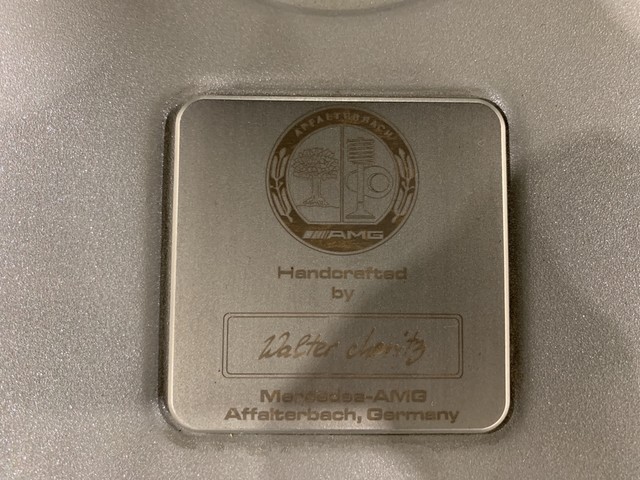 AFFALTERBACH
AMG
Handcrafted
by
Walter
Mercedes-AMG
Affalterbach, Germany